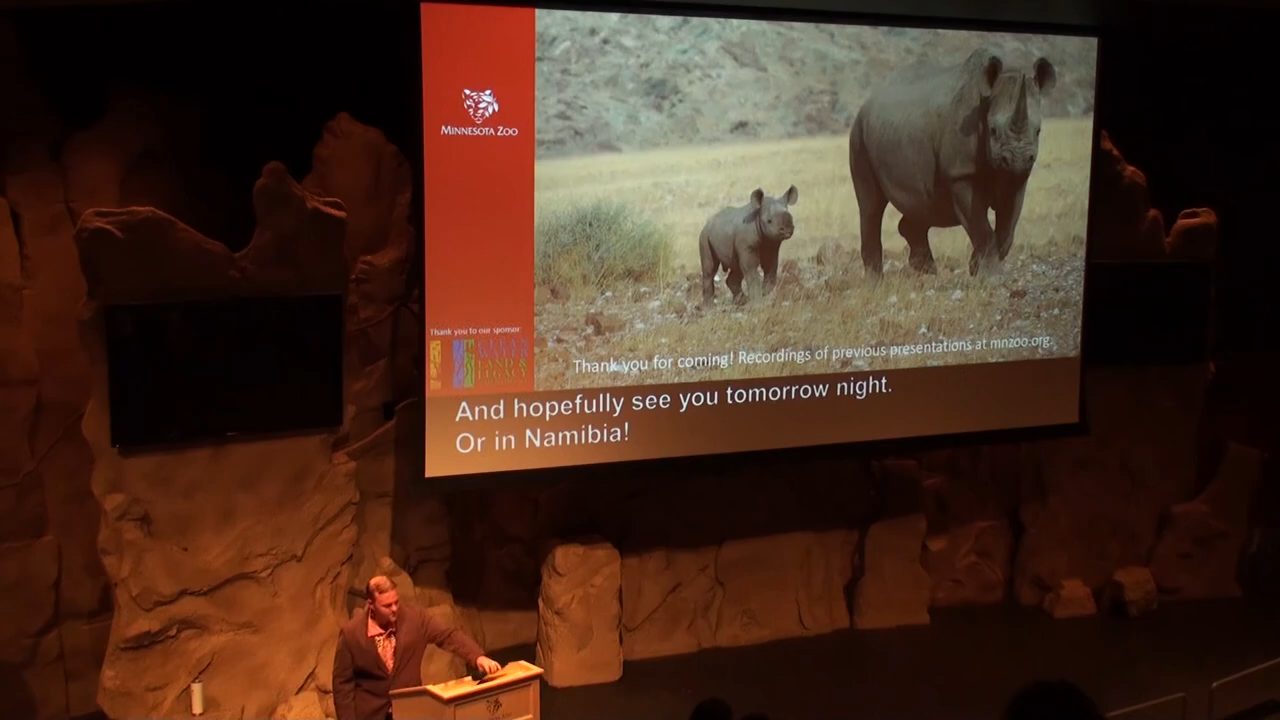 MINNESOTA ZOO
Thank you to our sponsor:
Thank you for coming! Recordings of previous presentations at mnzoo.org.
And hopefully see you tomorrow night.
Or in Namibia!